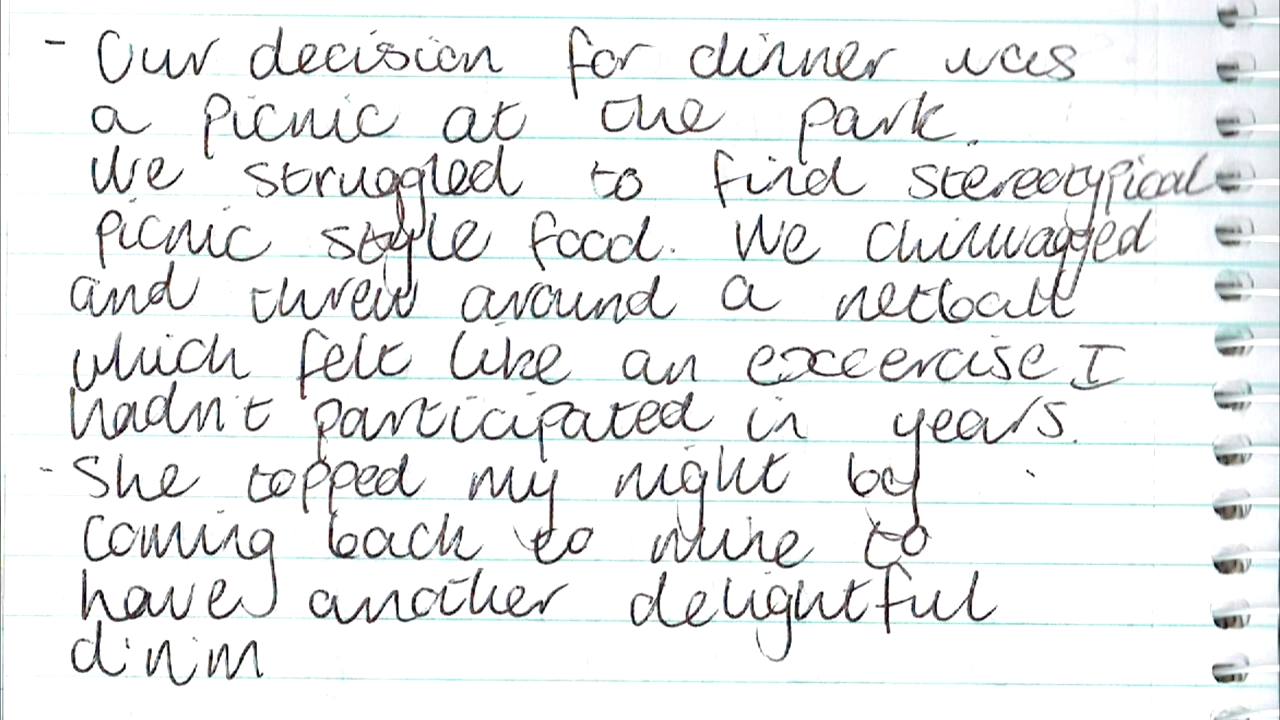 - Our decision for dinner was
a picnic at the park.
We struggled to find stereotypical
picnic style food. We chinwagged
and threw around a netball
which felt like an excercise I
hadn't participated in years.
- She topped my night by
coming back to mine to
have another delightful
d'n'm